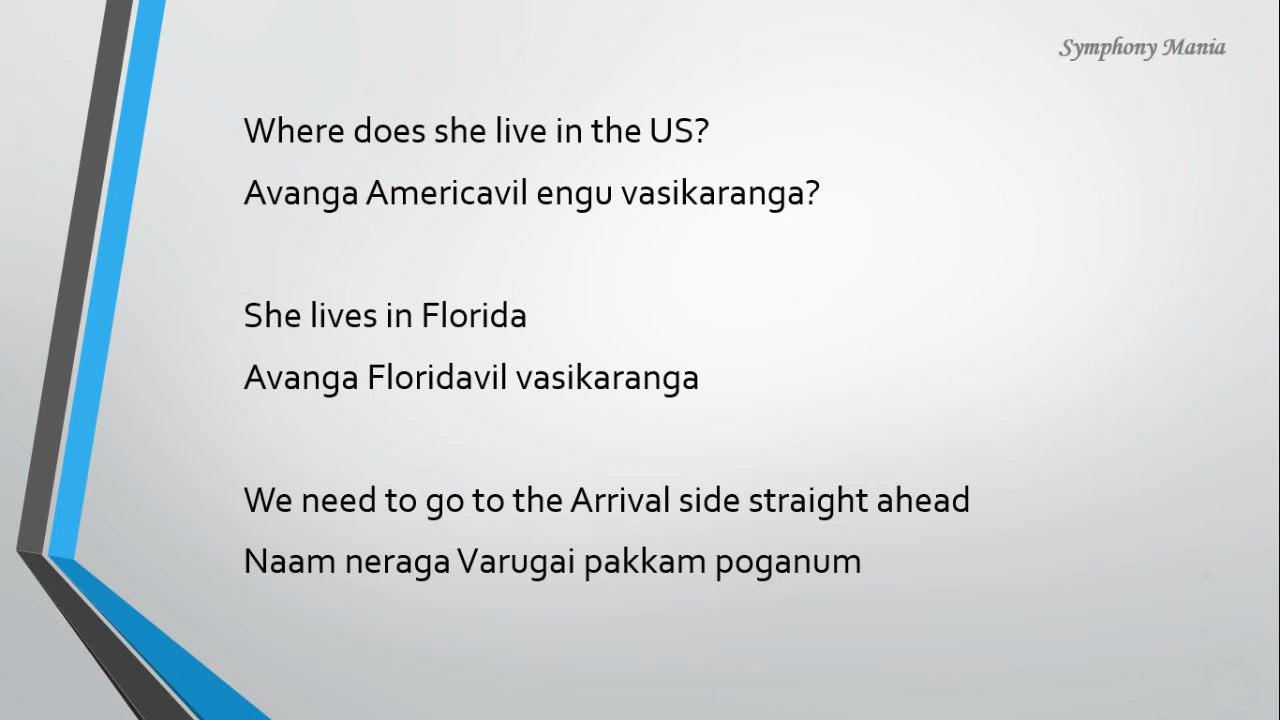 Symphony Mania
Where does she live in the US?
Avanga Americavil engu vasikaranga?
She lives in Florida
Avanga Floridavil vasikaranga
We need to go to the Arrival side straight ahead
Naam neraga Varugai pakkam poganum